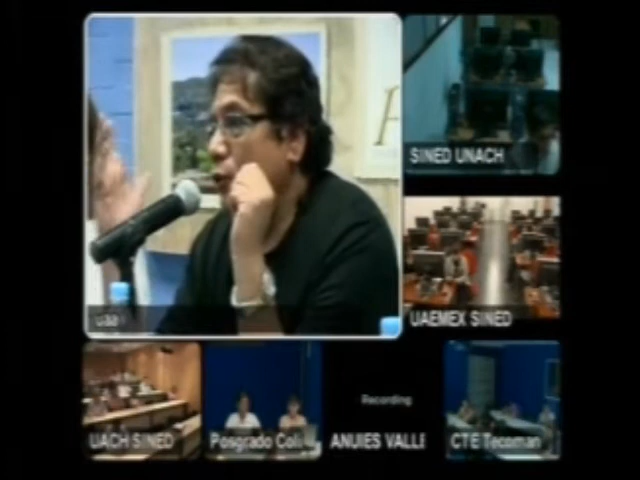 SINED UNACH
UAEMEX SINED
UACH SINED
Posgrado Coli
Recording
ANUIES VALLE
CTE Tecoman